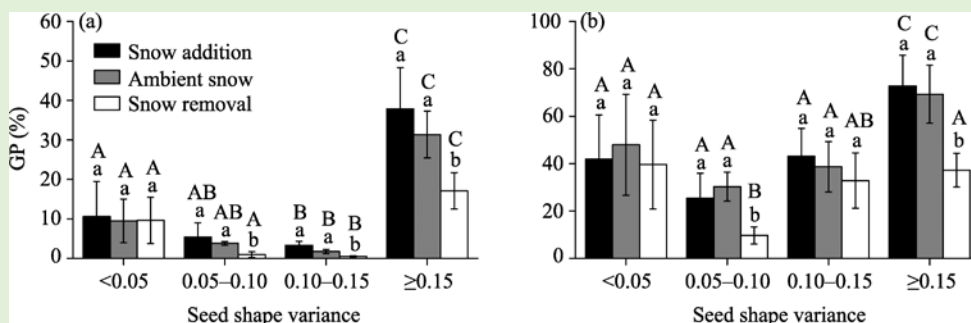 60
50
40
30
20
10
0
GP (%)
(a)
Snow addition
Ambient snow
Snow removal
A A A
a a a
AB AB A
a a b
B B B
a a b
C C C
a a b
<0.05 0.05–0.10 0.10–0.15 ≥0.15
Seed shape variance
100
80
60
40
20
0
(b)
A A A
a a a
A A B
a a b
A A AB
a a a
C C A
a a b
<0.05 0.05–0.10 0.10–0.15 ≥0.15
Seed shape variance